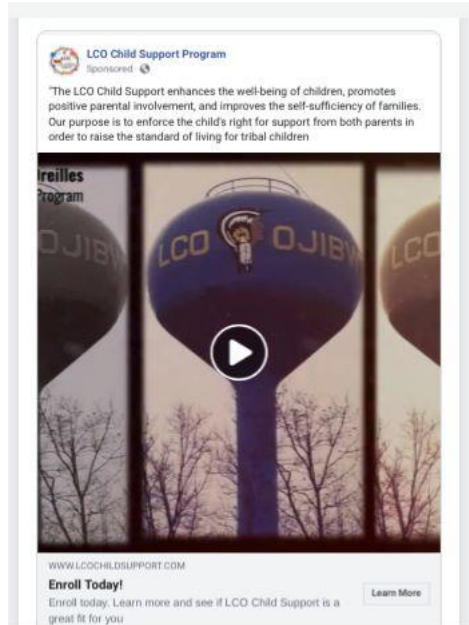 LCO Child Support Program
Sponsored
"The LCO Child Support enhances the well-being of children, promotes
positive parental involvement, and improves the self-sufficiency of families.
Our purpose is to enforce the child's right for support from both parents in
order to raise the standard of living for tribal children
reilles
Program
OJIBW
LCO OJIBW
LCO
WWW.LCOCHILDSUPPORT.COM
Enroll Today!
Learn More
Enroll today. Learn more and see if LCO Child Support is a
great fit for you